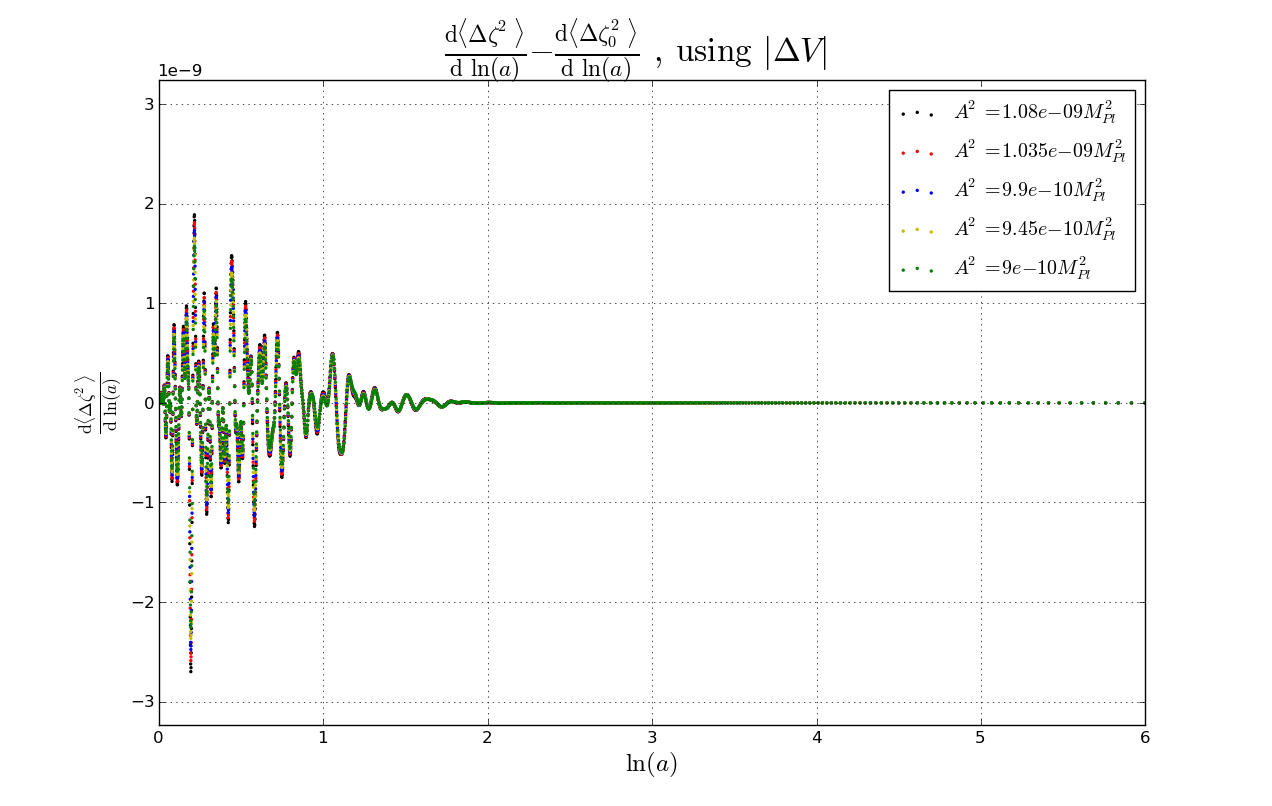 d⟨Δζ² ⟩/d ln(a) − d⟨Δζ₀² ⟩/d ln(a) , using |ΔV|
1e−9
3
2
1
0
−1
−2
−3
d⟨Δζ² ⟩/d ln(a)
A² =1.08e−09M²_Pl
A² =1.035e−09M²_Pl
A² =9.9e−10M²_Pl
A² =9.45e−10M²_Pl
A² =9e−10M²_Pl
0 1 2 3 4 5 6
ln(a)